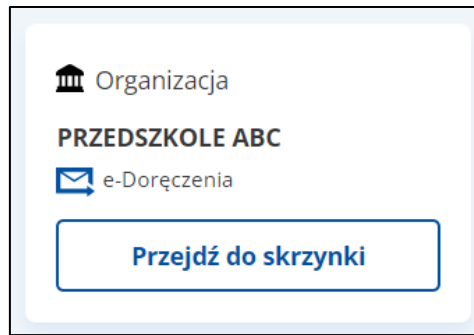 Organizacja
PRZEDSZKOLE ABC
e-Doręczenia
Przejdź do skrzynki